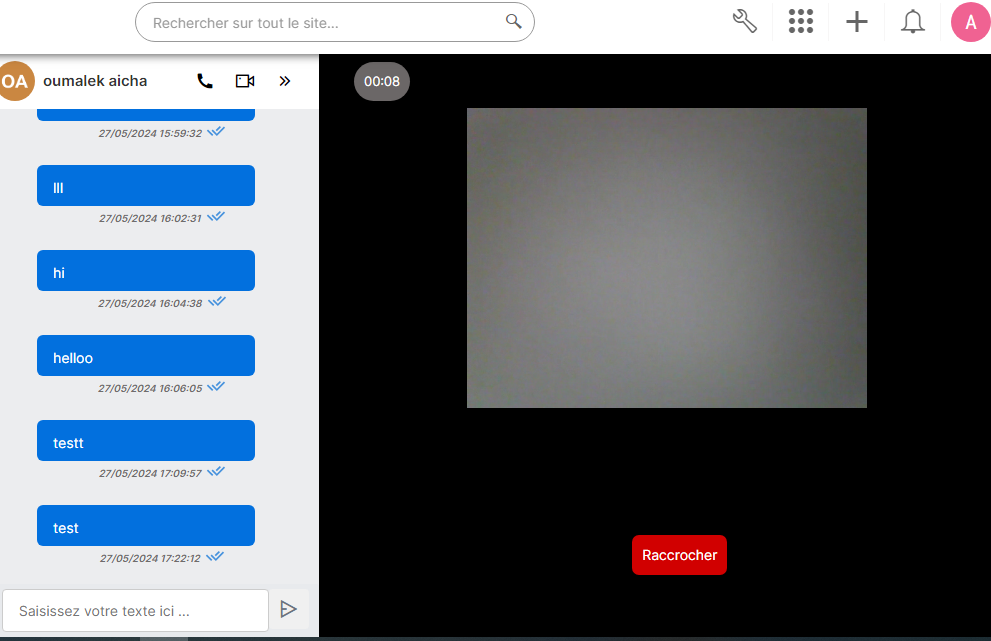 Rechercher sur tout le site...
A
OA
oumalek aicha
00:08
27/05/2024 15:59:32
lll
27/05/2024 16:02:31
hi
27/05/2024 16:04:38
helloo
27/05/2024 16:06:05
testt
27/05/2024 17:09:57
test
27/05/2024 17:22:12
Raccrocher
Saisissez votre texte ici ...